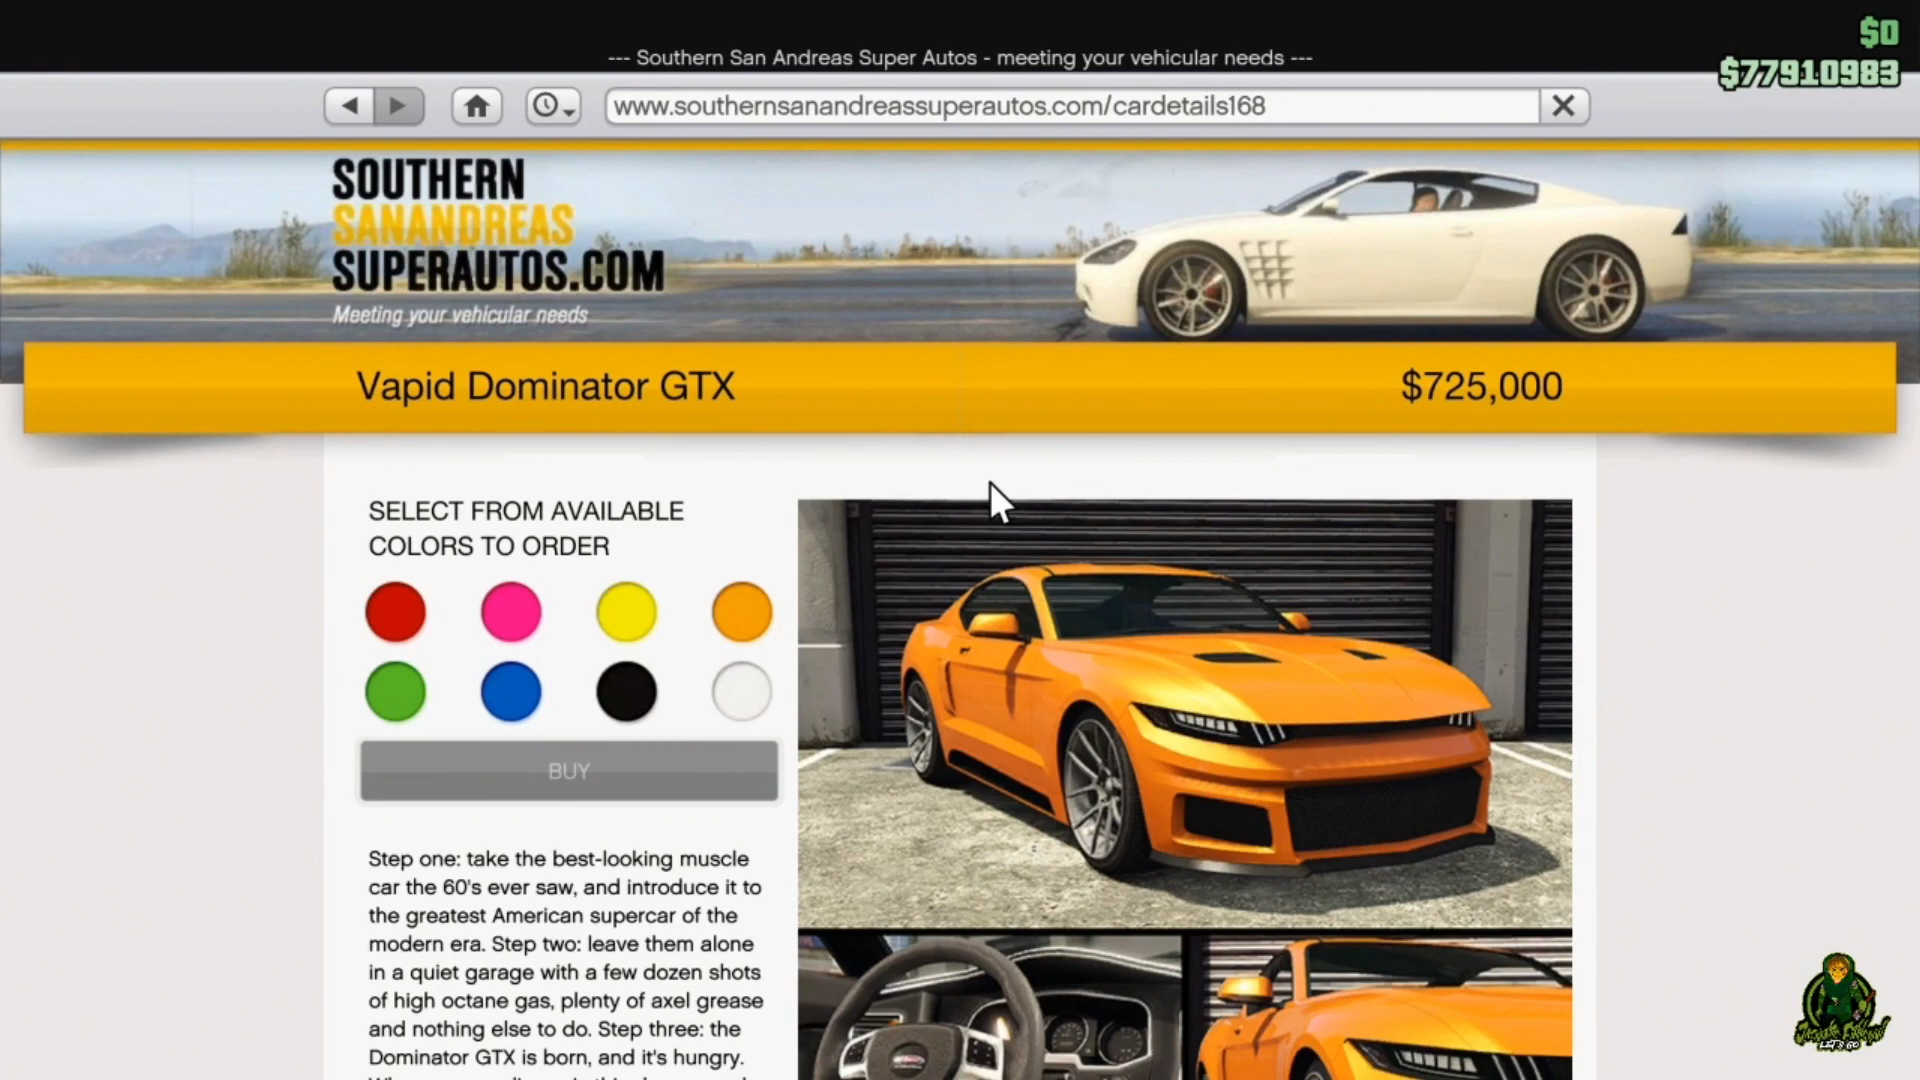 $0
--- Southern San Andreas Super Autos - meeting your vehicular needs ---
$77910983
www.southernsanandreassuperautos.com/cardetails168
SOUTHERN
SANANDREAS
SUPERAUTOS.COM
Meeting your vehicular needs
Vapid Dominator GTX
$725,000
SELECT FROM AVAILABLE
COLORS TO ORDER
BUY
Step one: take the best-looking muscle
car the 60's ever saw, and introduce it to
the greatest American supercar of the
modern era. Step two: leave them alone
in a quiet garage with a few dozen shots
of high octane gas, plenty of axel grease
and nothing else to do. Step three: the
Dominator GTX is born, and it's hungry.
LET'S GO